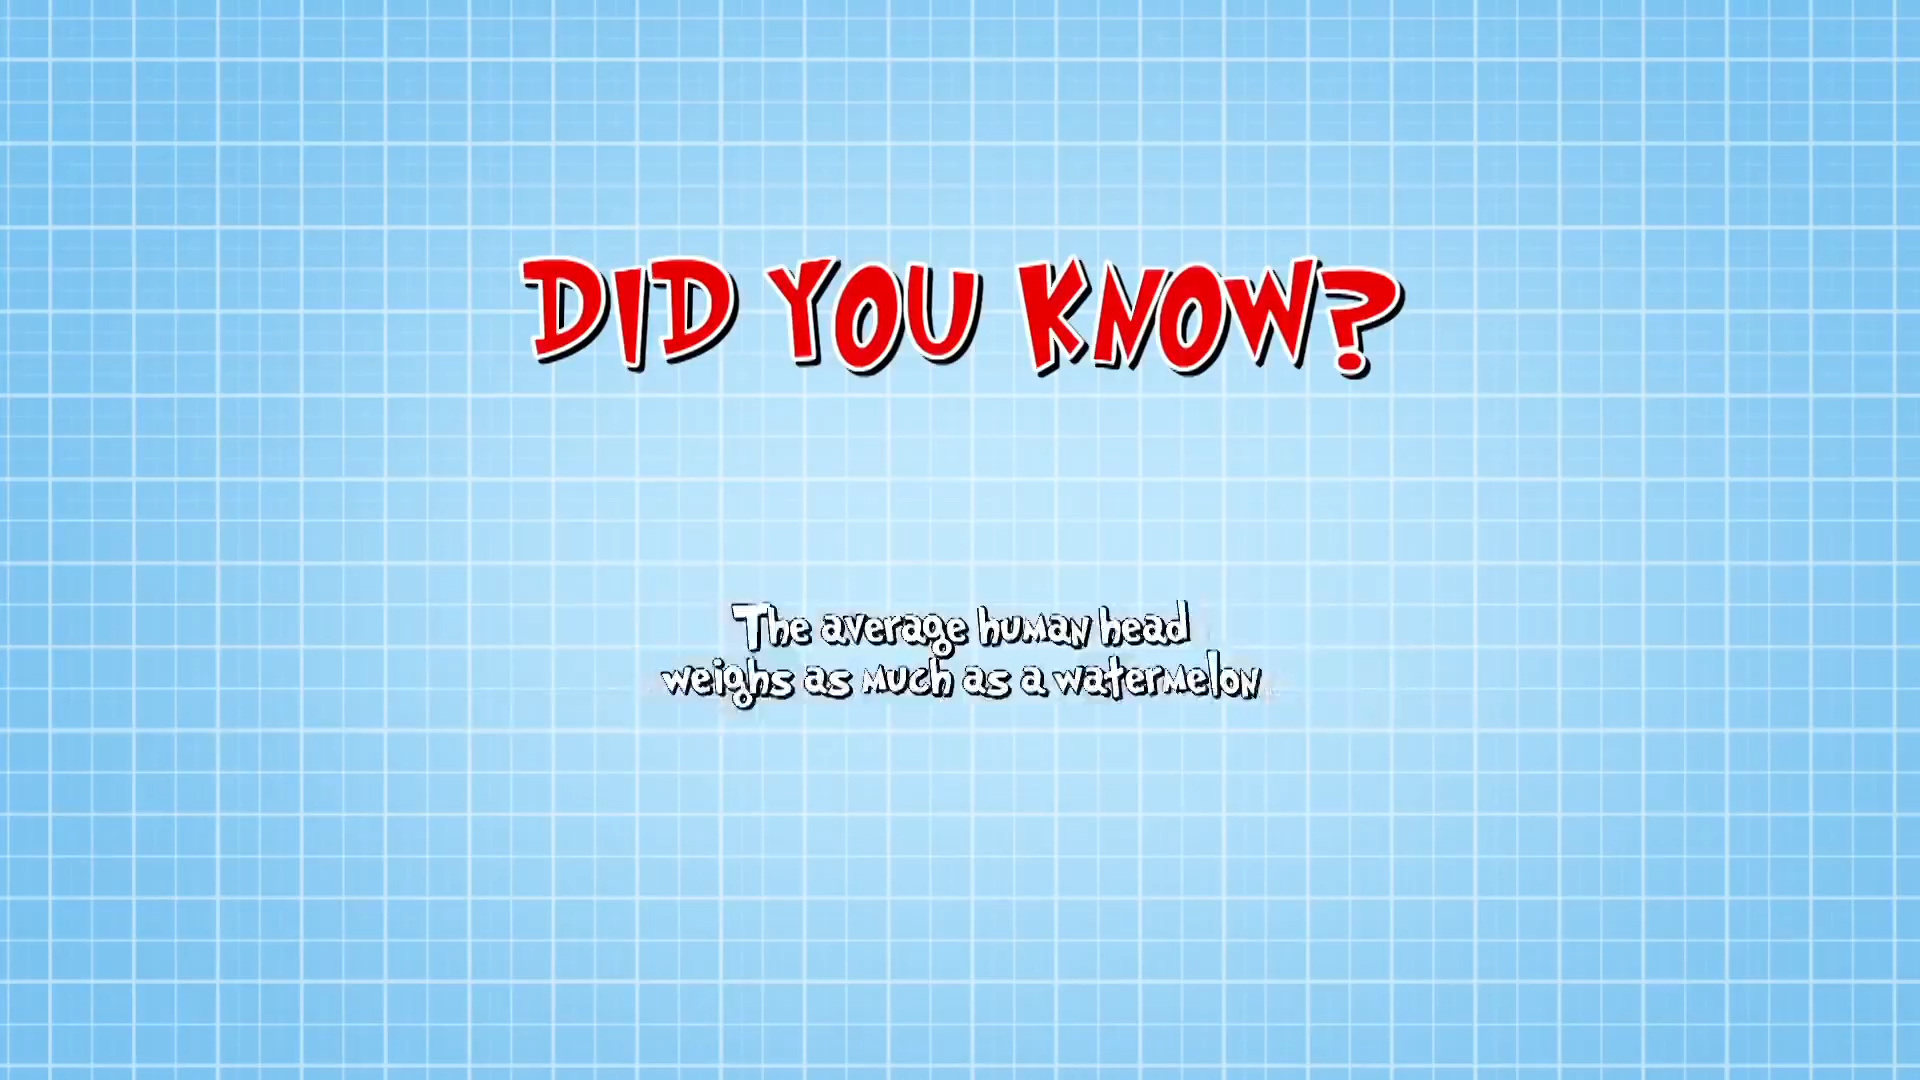 DID YOU KNOW?
The average human head
weighs as much as a watermelon